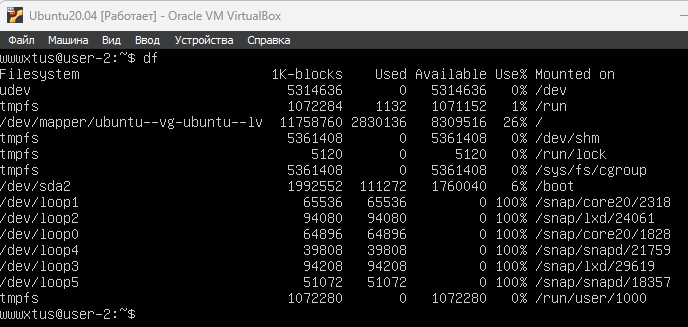 Ubuntu20.04 [Работает] - Oracle VM VirtualBox
Файл Машина Вид Ввод Устройства Справка
wwwxtus@user-2:~$ df
Filesystem 1K-blocks Used Available Use% Mounted on
udev 5314636 0 5314636 0% /dev
tmpfs 1072284 1132 1071152 1% /run
/dev/mapper/ubuntu--vg-ubuntu--lv 11758760 2830136 8309516 26% /
tmpfs 5361408 0 5361408 0% /dev/shm
tmpfs 5120 0 5120 0% /run/lock
tmpfs 5361408 0 5361408 0% /sys/fs/cgroup
/dev/sda2 1992552 111272 1760040 6% /boot
/dev/loop1 65536 65536 0 100% /snap/core20/2318
/dev/loop2 94080 94080 0 100% /snap/lxd/24061
/dev/loop0 64896 64896 0 100% /snap/core20/1828
/dev/loop4 39808 39808 0 100% /snap/snapd/21759
/dev/loop3 94208 94208 0 100% /snap/lxd/29619
/dev/loop5 51072 51072 0 100% /snap/snapd/18357
tmpfs 1072280 0 1072280 0% /run/user/1000
wwwxtus@user-2:~$